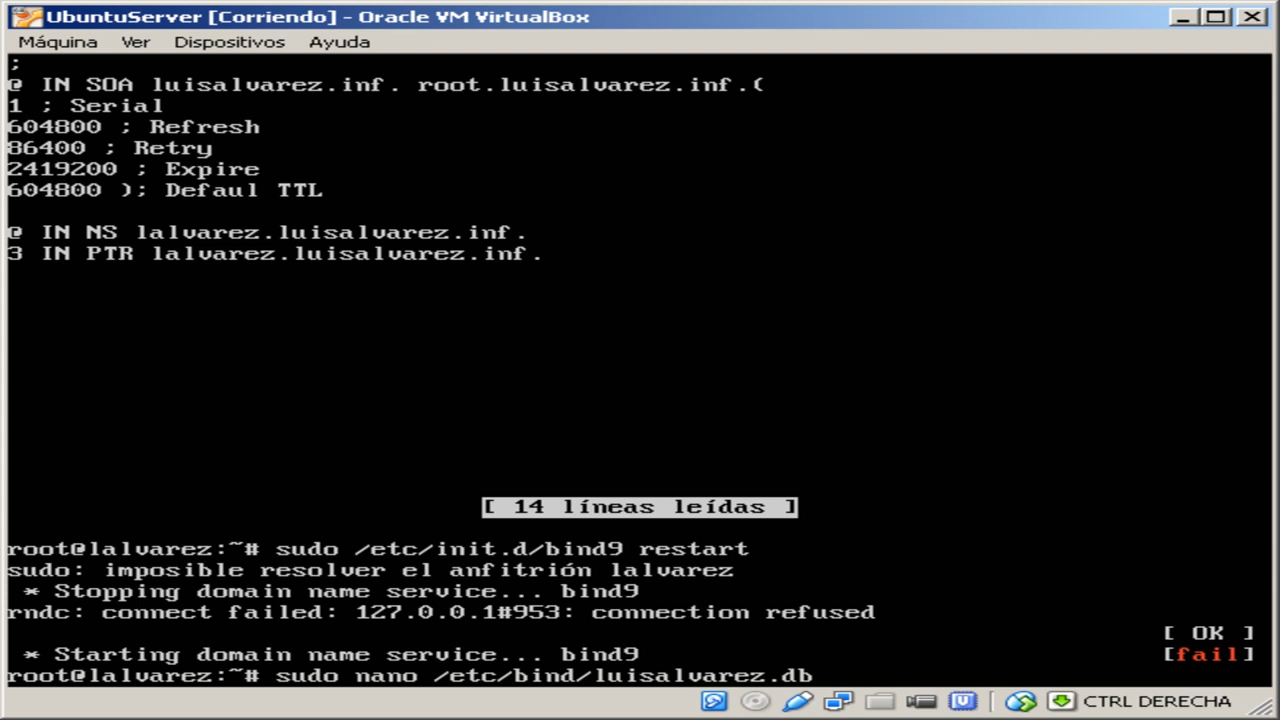 UbuntuServer [Corriendo] - Oracle VM VirtualBox
Máquina Ver Dispositivos Ayuda
;
@ IN SOA luisalvarez.inf. root.luisalvarez.inf.(
1 ; Serial
604800 ; Refresh
86400 ; Retry
2419200 ; Expire
604800 ); Defaul TTL
@ IN NS lalvarez.luisalvarez.inf.
3 IN PTR lalvarez.luisalvarez.inf.
[ 14 líneas leídas ]
root@lalvarez:~# sudo /etc/init.d/bind9 restart
sudo: imposible resolver el anfitrión lalvarez
* Stopping domain name service... bind9
rndc: connect failed: 127.0.0.1#953: connection refused
[ OK ]
* Starting domain name service... bind9 [fail]
root@lalvarez:~# sudo nano /etc/bind/luisalvarez.db
CTRL DERECHA